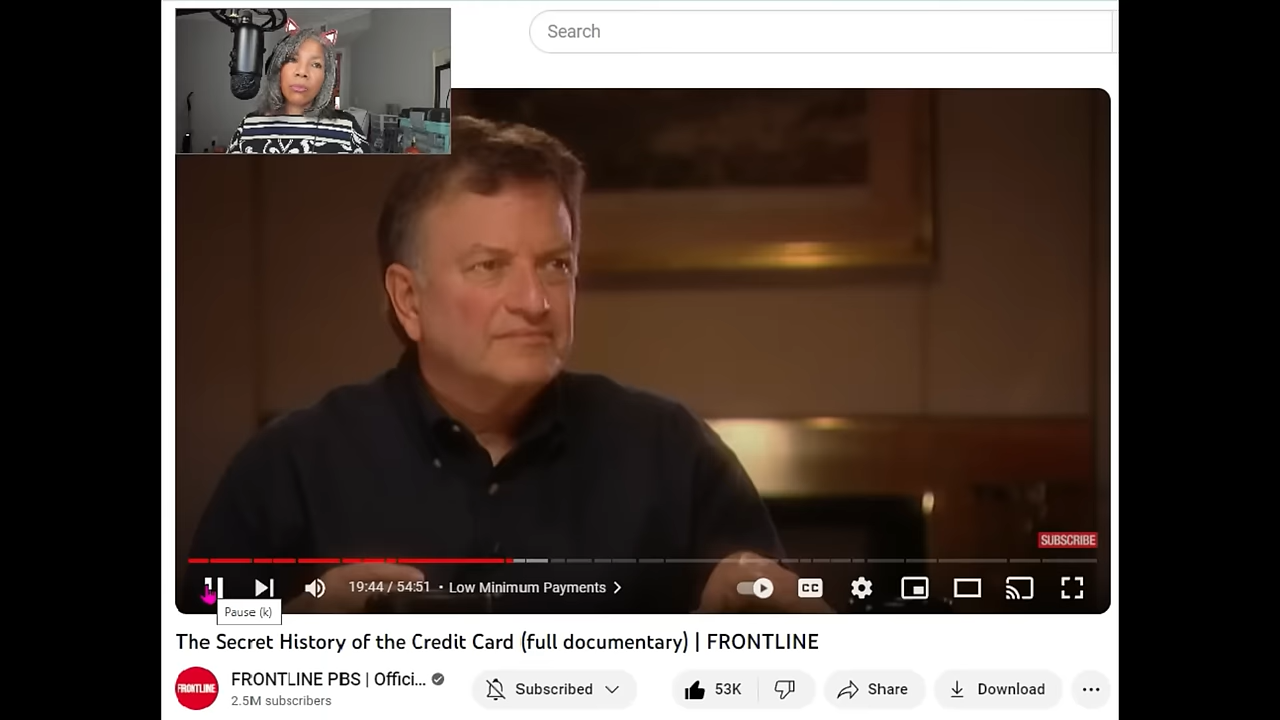 Search
SUBSCRIBE
19:44 / 54:51 • Low Minimum Payments
CC
Pause (k)
The Secret History of the Credit Card (full documentary) | FRONTLINE
FRONTLINE
FRONTLINE PBS | Offici...
2.5M subscribers
Subscribed
53K
Share
Download